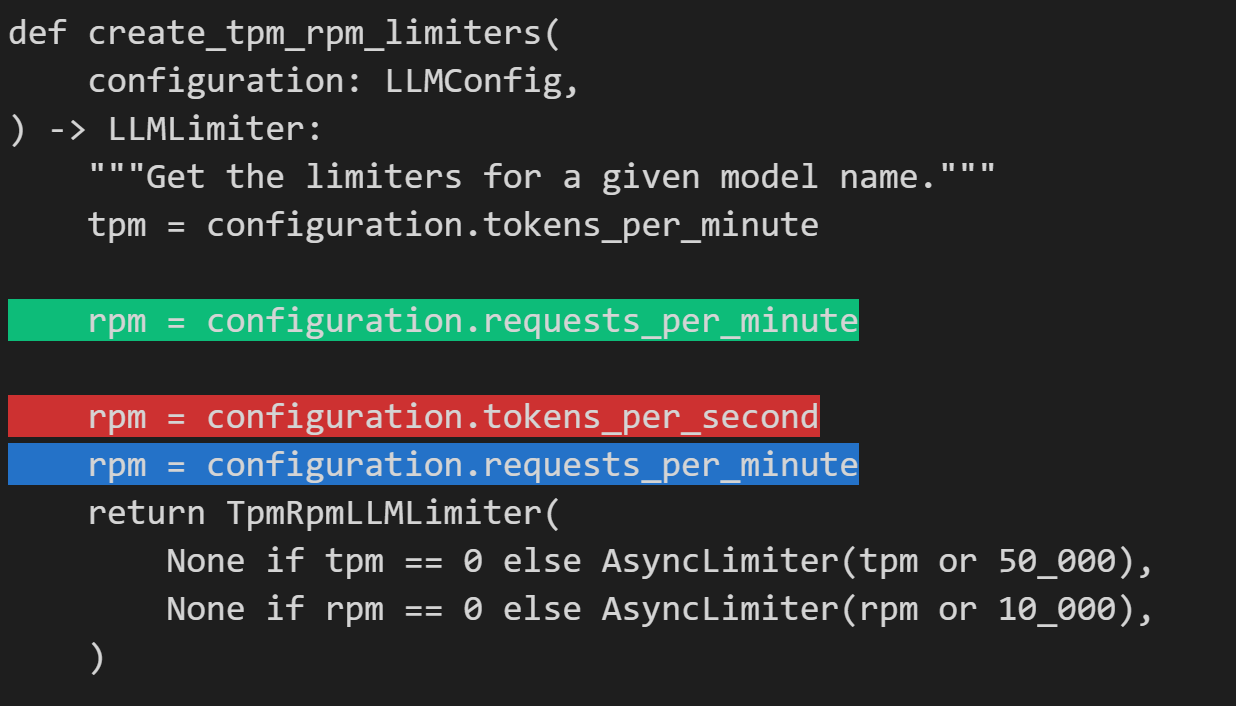 def create_tpm_rpm_limiters(
    configuration: LLMConfig,
) -> LLMLimiter:
    """Get the limiters for a given model name."""
    tpm = configuration.tokens_per_minute
    rpm = configuration.requests_per_minute
    rpm = configuration.tokens_per_second
    rpm = configuration.requests_per_minute
    return TpmRpmLLMLimiter(
        None if tpm == 0 else AsyncLimiter(tpm or 50_000),
        None if rpm == 0 else AsyncLimiter(rpm or 10_000),
    )